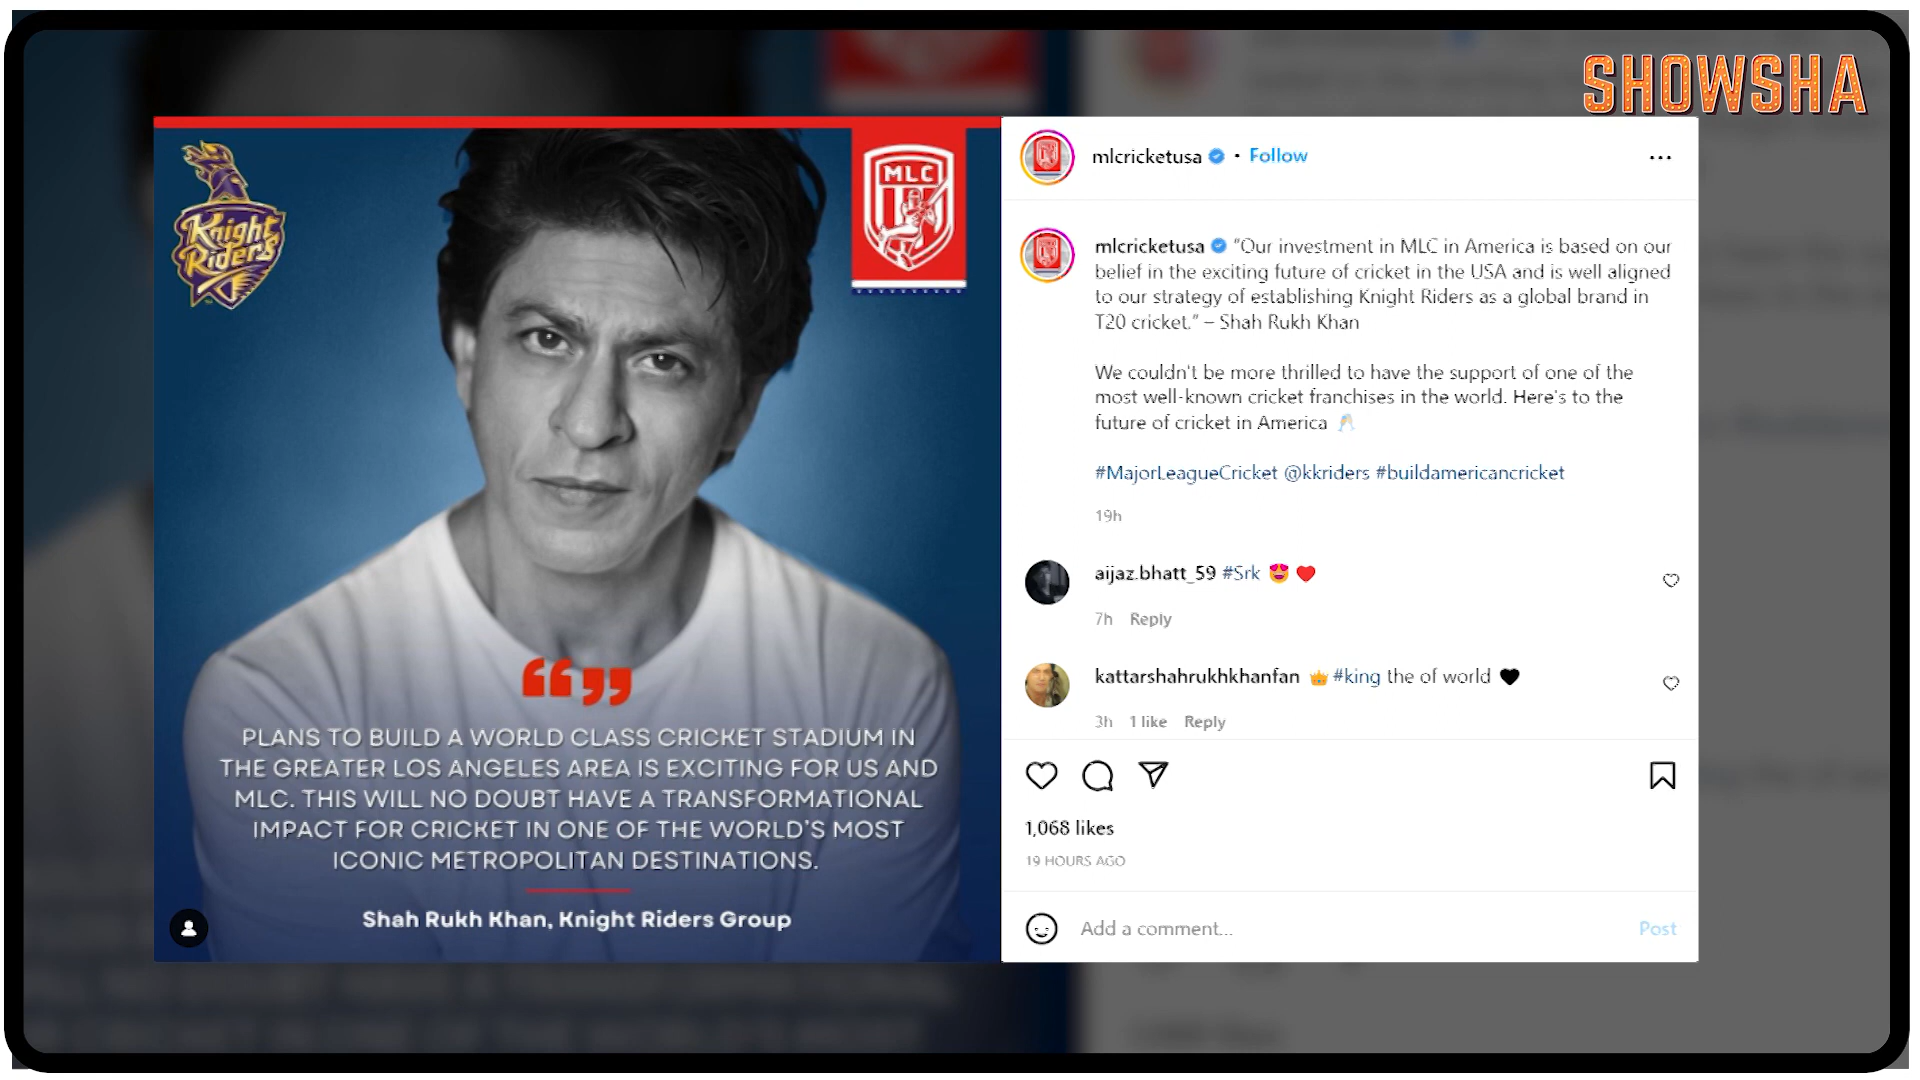 SHOWSHA
Knight
Riders
MLC
““””
PLANS TO BUILD A WORLD CLASS CRICKET STADIUM IN
THE GREATER LOS ANGELES AREA IS EXCITING FOR US AND
MLC. THIS WILL NO DOUBT HAVE A TRANSFORMATIONAL
IMPACT FOR CRICKET IN ONE OF THE WORLD'S MOST
ICONIC METROPOLITAN DESTINATIONS.
Shah Rukh Khan, Knight Riders Group
mlcricketusa • Follow
mlcricketusa “Our investment in MLC in America is based on our
belief in the exciting future of cricket in the USA and is well aligned
to our strategy of establishing Knight Riders as a global brand in
T20 cricket.” – Shah Rukh Khan
We couldn't be more thrilled to have the support of one of the
most well-known cricket franchises in the world. Here's to the
future of cricket in America 🥂
#MajorLeagueCricket @kkriders #buildamericancricket
19h
aijaz.bhatt_59 #Srk 😍 ❤️
7h Reply
kattarshahrukhkhanfan 👑 #king the of world 🖤
3h 1 like Reply
1,068 likes
19 HOURS AGO
Add a comment... Post